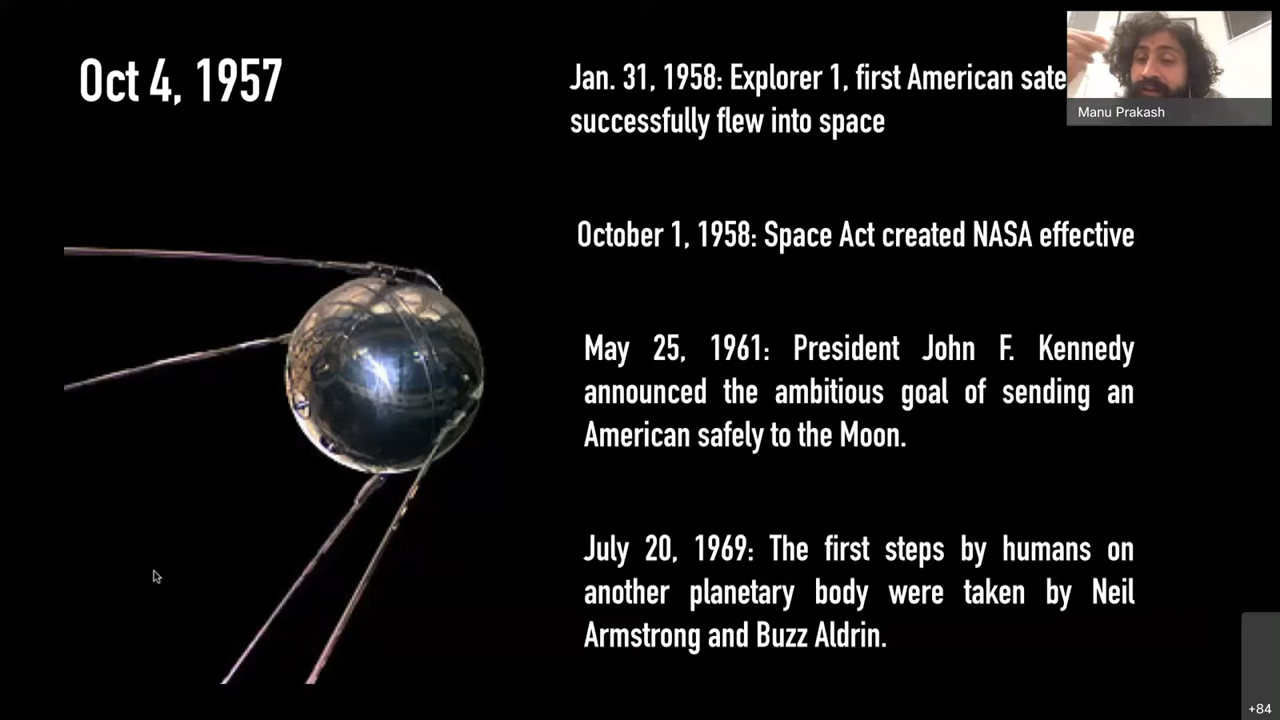 Oct 4, 1957
Jan. 31, 1958: Explorer 1, first American
successfully flew into space
October 1, 1958: Space Act created NASA effective
May 25, 1961: President John F. Kennedy
announced the ambitious goal of sending an
American safely to the Moon.
July 20, 1969: The first steps by humans on
another planetary body were taken by Neil
Armstrong and Buzz Aldrin.
Manu Prakash
+84